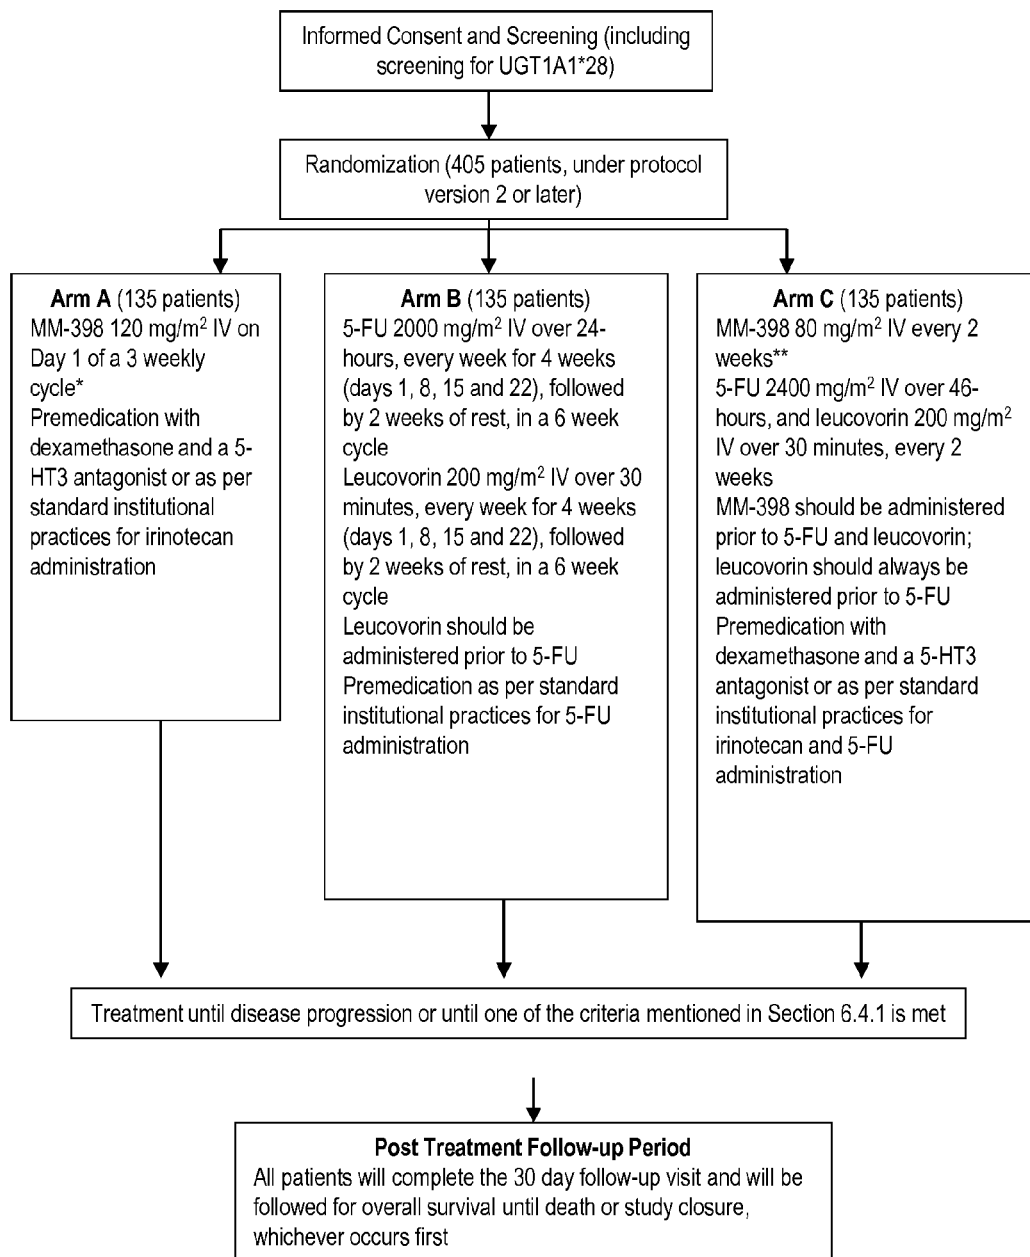 Informed Consent and Screening (including
screening for UGT1A1*28)
Randomization (405 patients, under protocol
version 2 or later)
Arm A (135 patients)
MM-398 120 mg/m² IV on
Day 1 of a 3 weekly
cycle*
Premedication with
dexamethasone and a 5-
HT3 antagonist or as per
standard institutional
practices for irinotecan
administration
Arm B (135 patients)
5-FU 2000 mg/m² IV over 24-
hours, every week for 4 weeks
(days 1, 8, 15 and 22), followed
by 2 weeks of rest, in a 6 week
cycle
Leucovorin 200 mg/m² IV over 30
minutes, every week for 4 weeks
(days 1, 8, 15 and 22), followed
by 2 weeks of rest, in a 6 week
cycle
Leucovorin should be
administered prior to 5-FU
Premedication as per standard
institutional practices for 5-FU
administration
Arm C (135 patients)
MM-398 80 mg/m² IV every 2
weeks**
5-FU 2400 mg/m² IV over 46-
hours, and leucovorin 200 mg/m²
IV over 30 minutes, every 2
weeks
MM-398 should be administered
prior to 5-FU and leucovorin;
leucovorin should always be
administered prior to 5-FU
Premedication with
dexamethasone and a 5-HT3
antagonist or as per standard
institutional practices for
irinotecan and 5-FU
administration
Treatment until disease progression or until one of the criteria mentioned in Section 6.4.1 is met
Post Treatment Follow-up Period
All patients will complete the 30 day follow-up visit and will be
followed for overall survival until death or study closure,
whichever occurs first